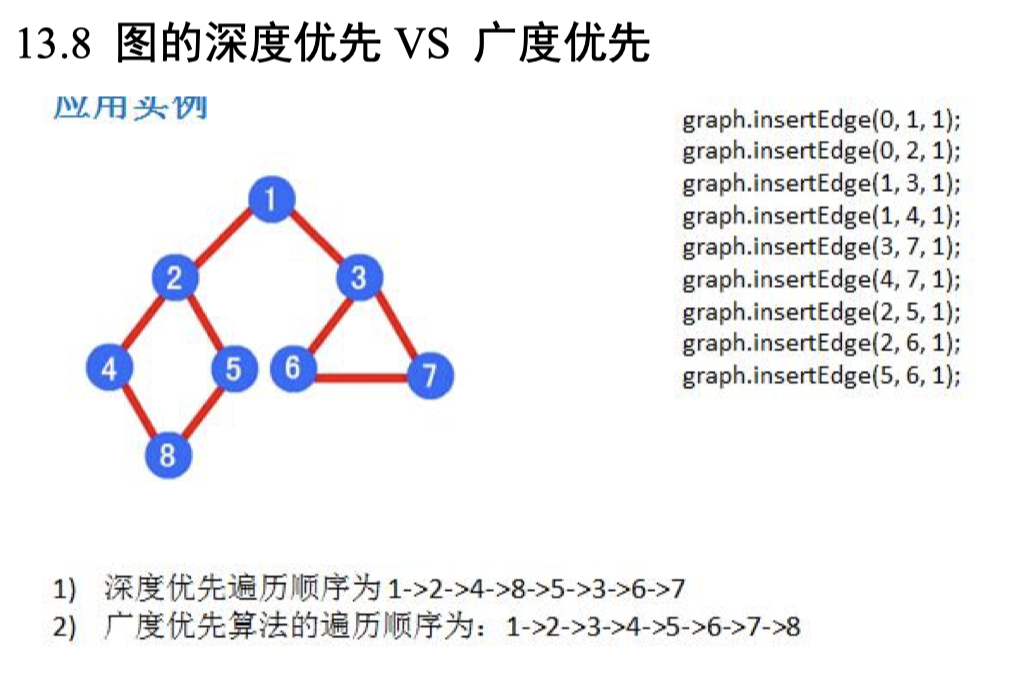 13.8 图的深度优先 VS 广度优先
应用实例
graph.insertEdge(0, 1, 1);
graph.insertEdge(0, 2, 1);
graph.insertEdge(1, 3, 1);
graph.insertEdge(1, 4, 1);
graph.insertEdge(3, 7, 1);
graph.insertEdge(4, 7, 1);
graph.insertEdge(2, 5, 1);
graph.insertEdge(2, 6, 1);
graph.insertEdge(5, 6, 1);
1
2 3
4 5 6 7
8
1) 深度优先遍历顺序为 1->2->4->8->5->3->6->7
2) 广度优先算法的遍历顺序为：1->2->3->4->5->6->7->8